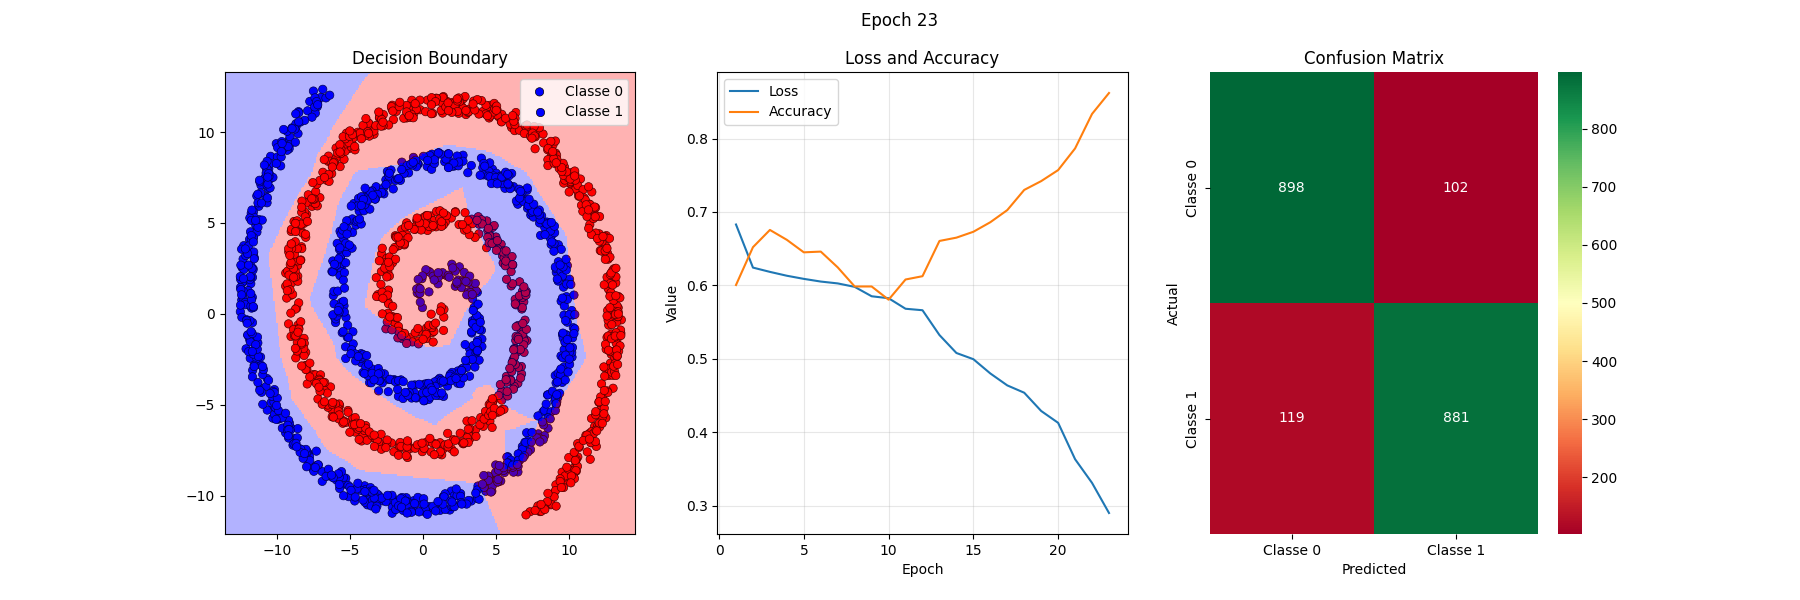 Epoch 23
Decision Boundary
Classe 0
Classe 1
10
5
0
−5
−10
−10
−5
0
5
10
Loss and Accuracy
Loss
Accuracy
Value
0.8
0.7
0.6
0.5
0.4
0.3
0
5
10
15
20
Epoch
Confusion Matrix
Actual
Classe 0
Classe 1
898
102
119
881
Classe 0
Classe 1
Predicted
800
700
600
500
400
300
200